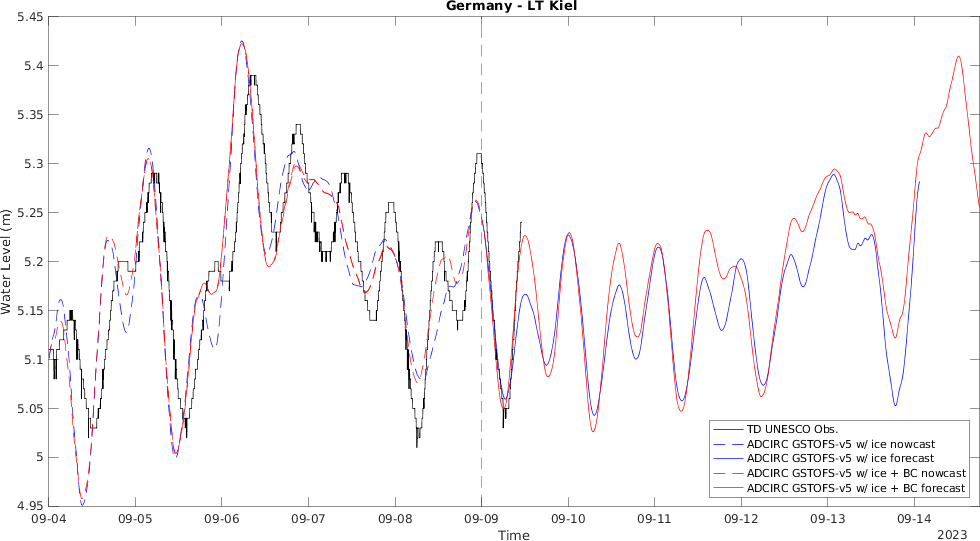 Germany - LT Kiel
5.45
5.4
5.35
5.3
5.25
5.2
5.15
5.1
5.05
5
4.95
Water Level (m)
TD UNESCO Obs.
ADCIRC GSTOFS-v5 w/ ice nowcast
ADCIRC GSTOFS-v5 w/ ice forecast
ADCIRC GSTOFS-v5 w/ ice + BC nowcast
ADCIRC GSTOFS-v5 w/ ice + BC forecast
09-04 09-05 09-06 09-07 09-08 09-09 09-10 09-11 09-12 09-13 09-14
Time
2023